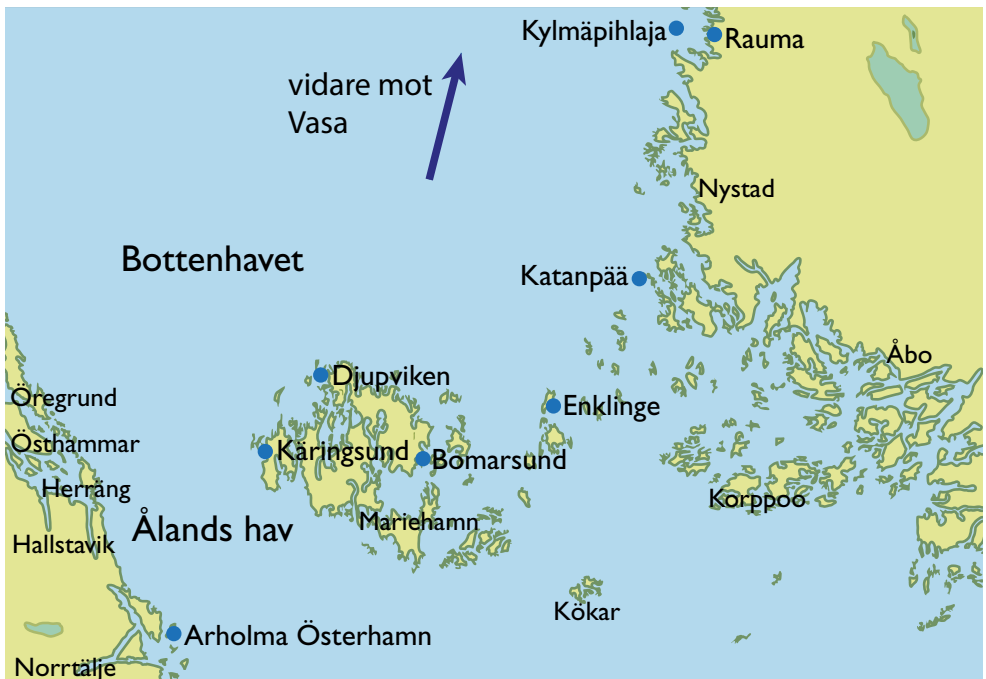 Kylmäpihlaja
Rauma
vidare mot
Vasa
Nystad
Bottenhavet
Katanpää
Åbo
Djupviken
Öregrund
Enklinge
Östhammar
Käringsund
Bomarsund
Herräng
Korppoo
Ålands hav
Mariehamn
Hallstavik
Kökar
Arholma Österhamn
Norrtälje